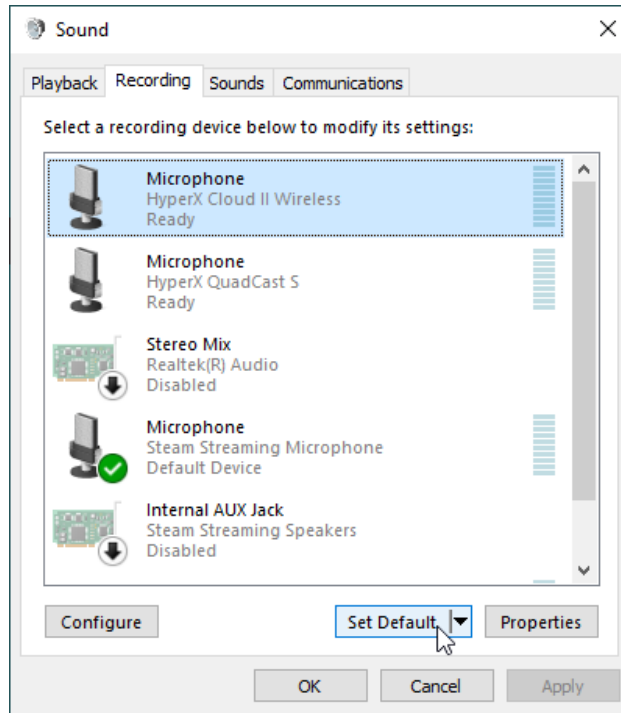 Sound
Playback Recording Sounds Communications
Select a recording device below to modify its settings:
Microphone
HyperX Cloud II Wireless
Ready
Microphone
HyperX QuadCast S
Ready
Stereo Mix
Realtek(R) Audio
Disabled
Microphone
Steam Streaming Microphone
Default Device
Internal AUX Jack
Steam Streaming Speakers
Disabled
Configure Set Default Properties
OK Cancel Apply